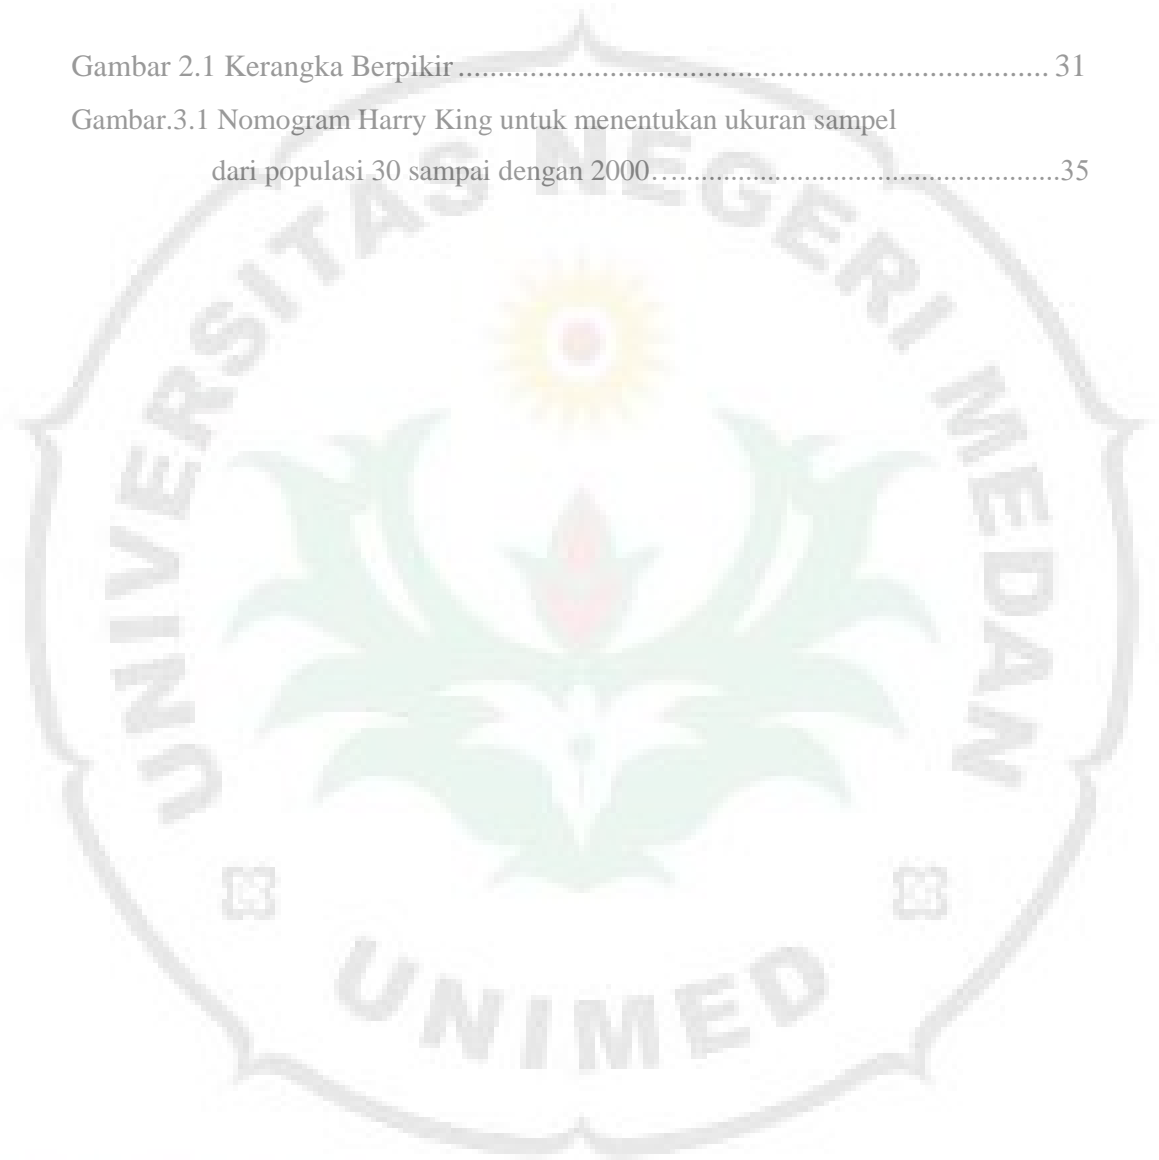 Gambar 2.1 Kerangka Berpikir ........................................................................... 31
Gambar.3.1 Nomogram Harry King untuk menentukan ukuran sampel
dari populasi 30 sampai dengan 2000....................................................35
UNIVERSITAS NEGERI MEDAN
UNIMED